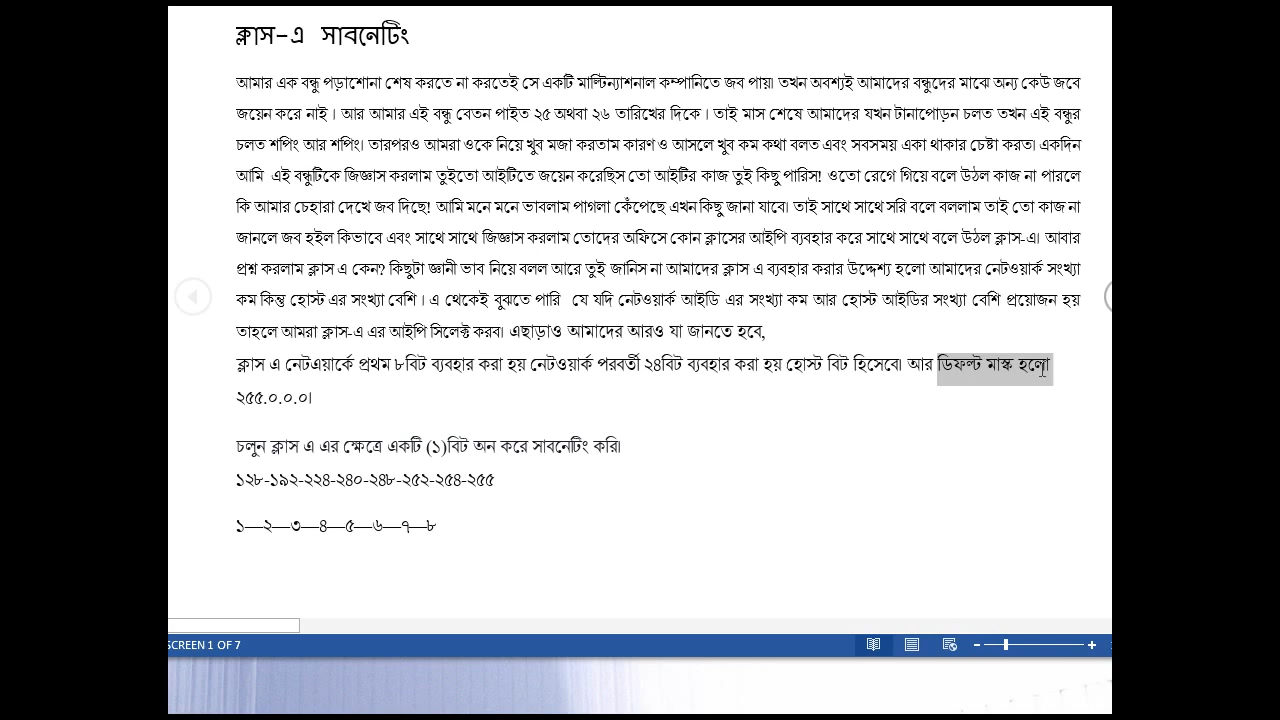 ক্লাস-এ সাবনেটিং
আমার এক বন্ধু পড়াশোনা শেষ করতে না করতেই সে একটি মাল্টিন্যাশনাল কম্পানিতে জব পায়। তখন অবশ্যই আমাদের বন্ধুদের মাঝে অন্য কেউ জবে
জয়েন করে নাই। আর আমার এই বন্ধু বেতন পাইত ২৫ অথবা ২৬ তারিখের দিকে। তাই মাস শেষে আমাদের যখন টানাপোড়ন চলত তখন এই বন্ধুর
চলত শপিং আর শপিং। তারপরও আমরা ওকে নিয়ে খুব মজা করতাম কারণ ও আসলে খুব কম কথা বলত এবং সবসময় একা থাকার চেষ্টা করত। একদিন
আমি এই বন্ধুটিকে জিজ্ঞাস করলাম তুইতো আইটিতে জয়েন করেছিস তো আইটির কাজ তুই কিছু পারিস! ওতো রেগে গিয়ে বলে উঠল কাজ না পারলে
কি আমার চেহারা দেখে জব দিছে! আমি মনে মনে ভাবলাম পাগলা কেঁপেছে এখন কিছু জানা যাবে। তাই সাথে সাথে সরি বলে বললাম তাই তো কাজ না
জানলে জব হইল কিভাবে এবং সাথে সাথে জিজ্ঞাস করলাম তোদের অফিসে কোন ক্লাসের আইপি ব্যবহার করে সাথে সাথে বলে উঠল ক্লাস-এ। আবার
প্রশ্ন করলাম ক্লাস এ কেন? কিছুটা জ্ঞানী ভাব নিয়ে বলল আরে তুই জানিস না আমাদের ক্লাস এ ব্যবহার করার উদ্দেশ্য হলো আমাদের নেটওয়ার্ক সংখ্যা
কম কিন্তু হোস্ট এর সংখ্যা বেশি। এ থেকেই বুঝতে পারি যে যদি নেটওয়ার্ক আইডি এর সংখ্যা কম আর হোস্ট আইডির সংখ্যা বেশি প্রয়োজন হয়
তাহলে আমরা ক্লাস-এ এর আইপি সিলেক্ট করব। এছাড়াও আমাদের আরও যা জানতে হবে,
ক্লাস এ নেটএয়ার্কে প্রথম ৮বিট ব্যবহার করা হয় নেটওয়ার্ক পরবর্তী ২৪বিট ব্যবহার করা হয় হোস্ট বিট হিসেবে। আর ডিফল্ট মাস্ক হলো
২৫৫.০.০.০।
চলুন ক্লাস এ এর ক্ষেত্রে একটি (১)বিট অন করে সাবনেটিং করি।
১২৮-১৯২-২২৪-২৪০-২৪৮-২৫২-২৫৪-২৫৫
১—২—৩—৪—৫—৬—৭—৮
SCREEN 1 OF 7